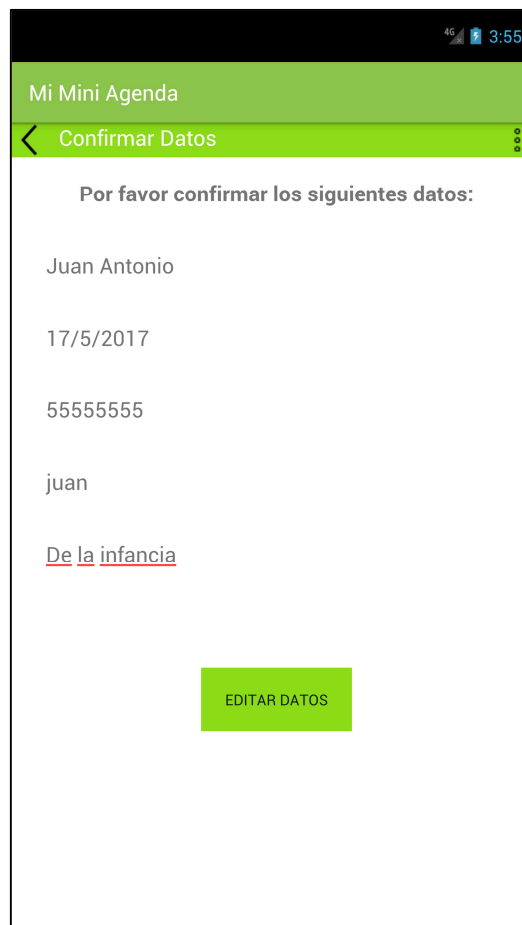 4G 3:55
Mi Mini Agenda
Confirmar Datos
Por favor confirmar los siguientes datos:
Juan Antonio
17/5/2017
55555555
juan
De la infancia
EDITAR DATOS